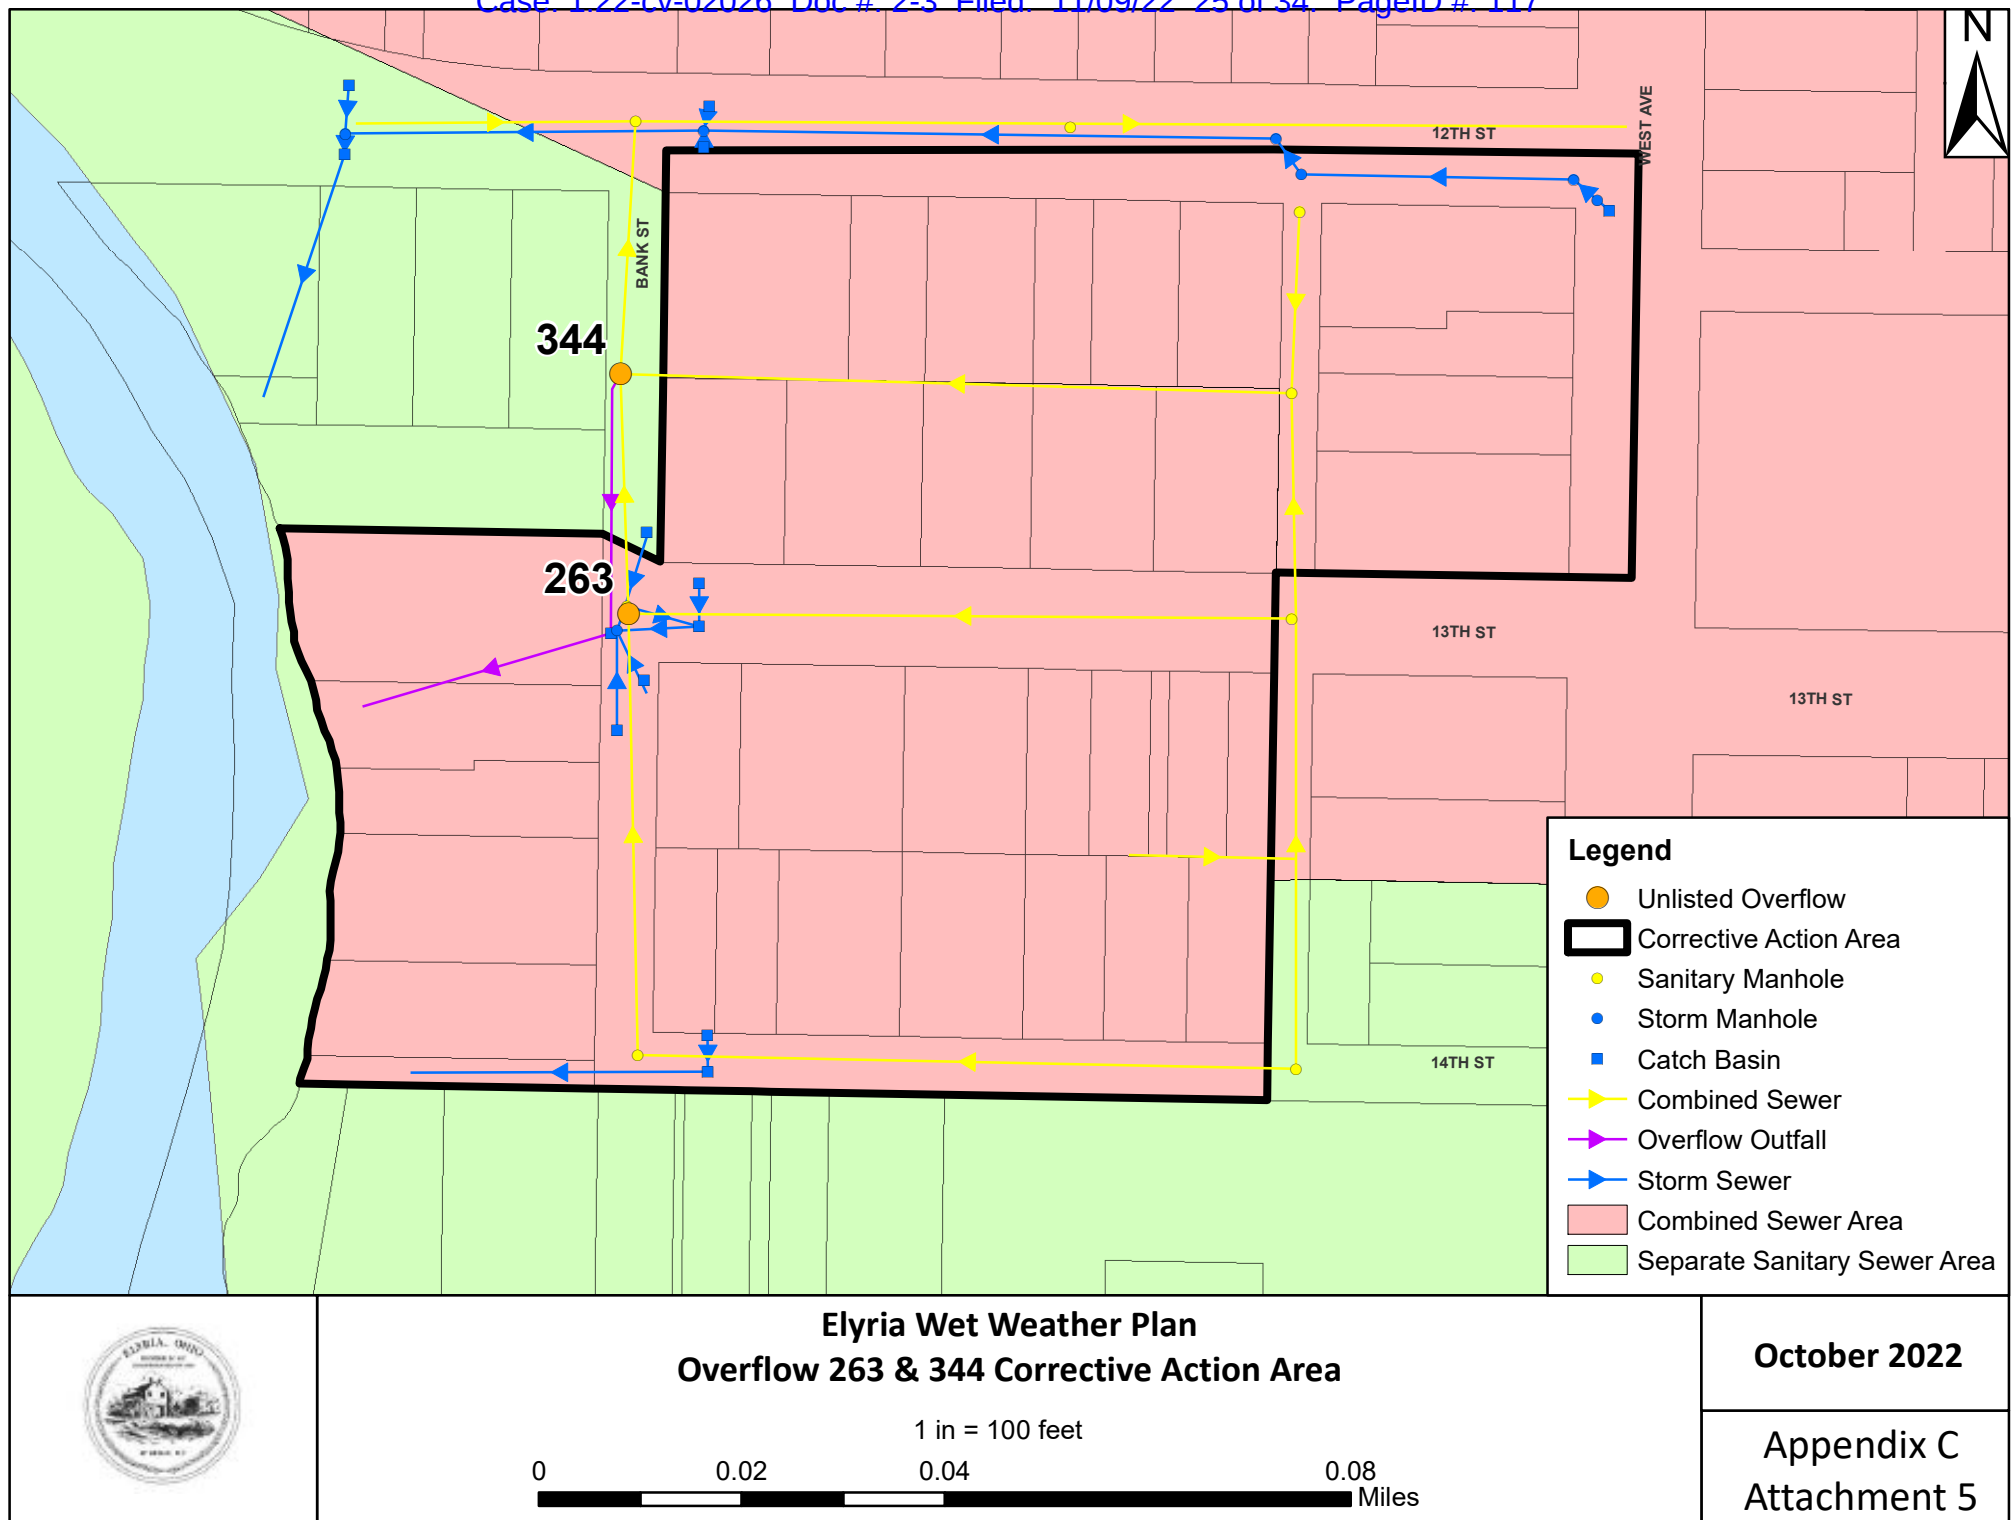 Case: 1:22-cv-02026 Doc #: 2-3 Filed: 11/09/22 25 of 34. PageID #: 117
N
12TH ST
WEST AVE
BANK ST
344
263
13TH ST
13TH ST
14TH ST
Legend
Unlisted Overflow
Corrective Action Area
Sanitary Manhole
Storm Manhole
Catch Basin
Combined Sewer
Overflow Outfall
Storm Sewer
Combined Sewer Area
Separate Sanitary Sewer Area
ELYRIA, OHIO
Elyria Wet Weather Plan
Overflow 263 & 344 Corrective Action Area
1 in = 100 feet
0 0.02 0.04 0.08
Miles
October 2022
Appendix C
Attachment 5